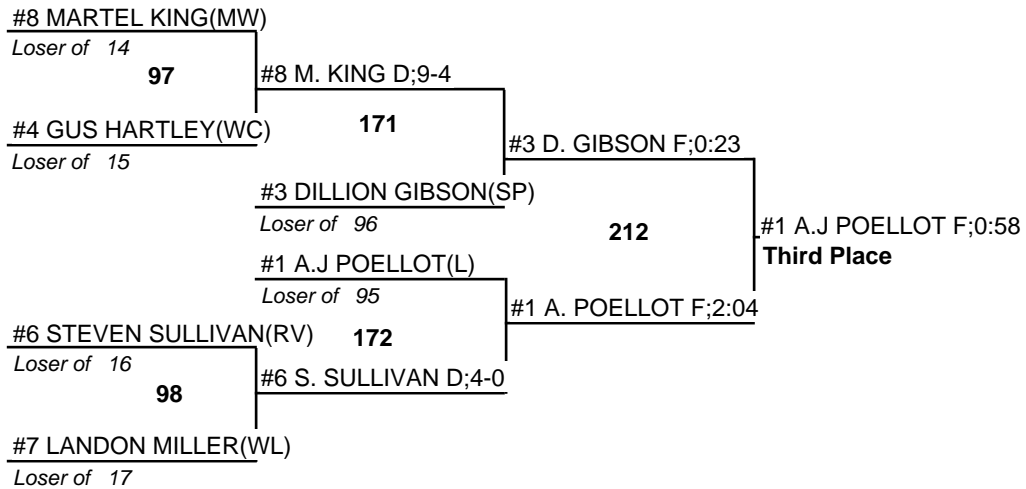 #8 MARTEL KING(MW)
Loser of 14
97
#8 M. KING D;9-4
#4 GUS HARTLEY(WC)
Loser of 15
171
#3 D. GIBSON F;0:23
#3 DILLION GIBSON(SP)
Loser of 96
212
#1 A.J POELLOT F;0:58
Third Place
#1 A.J POELLOT(L)
Loser of 95
#1 A. POELLOT F;2:04
172
#6 STEVEN SULLIVAN(RV)
Loser of 16
98
#6 S. SULLIVAN D;4-0
#7 LANDON MILLER(WL)
Loser of 17